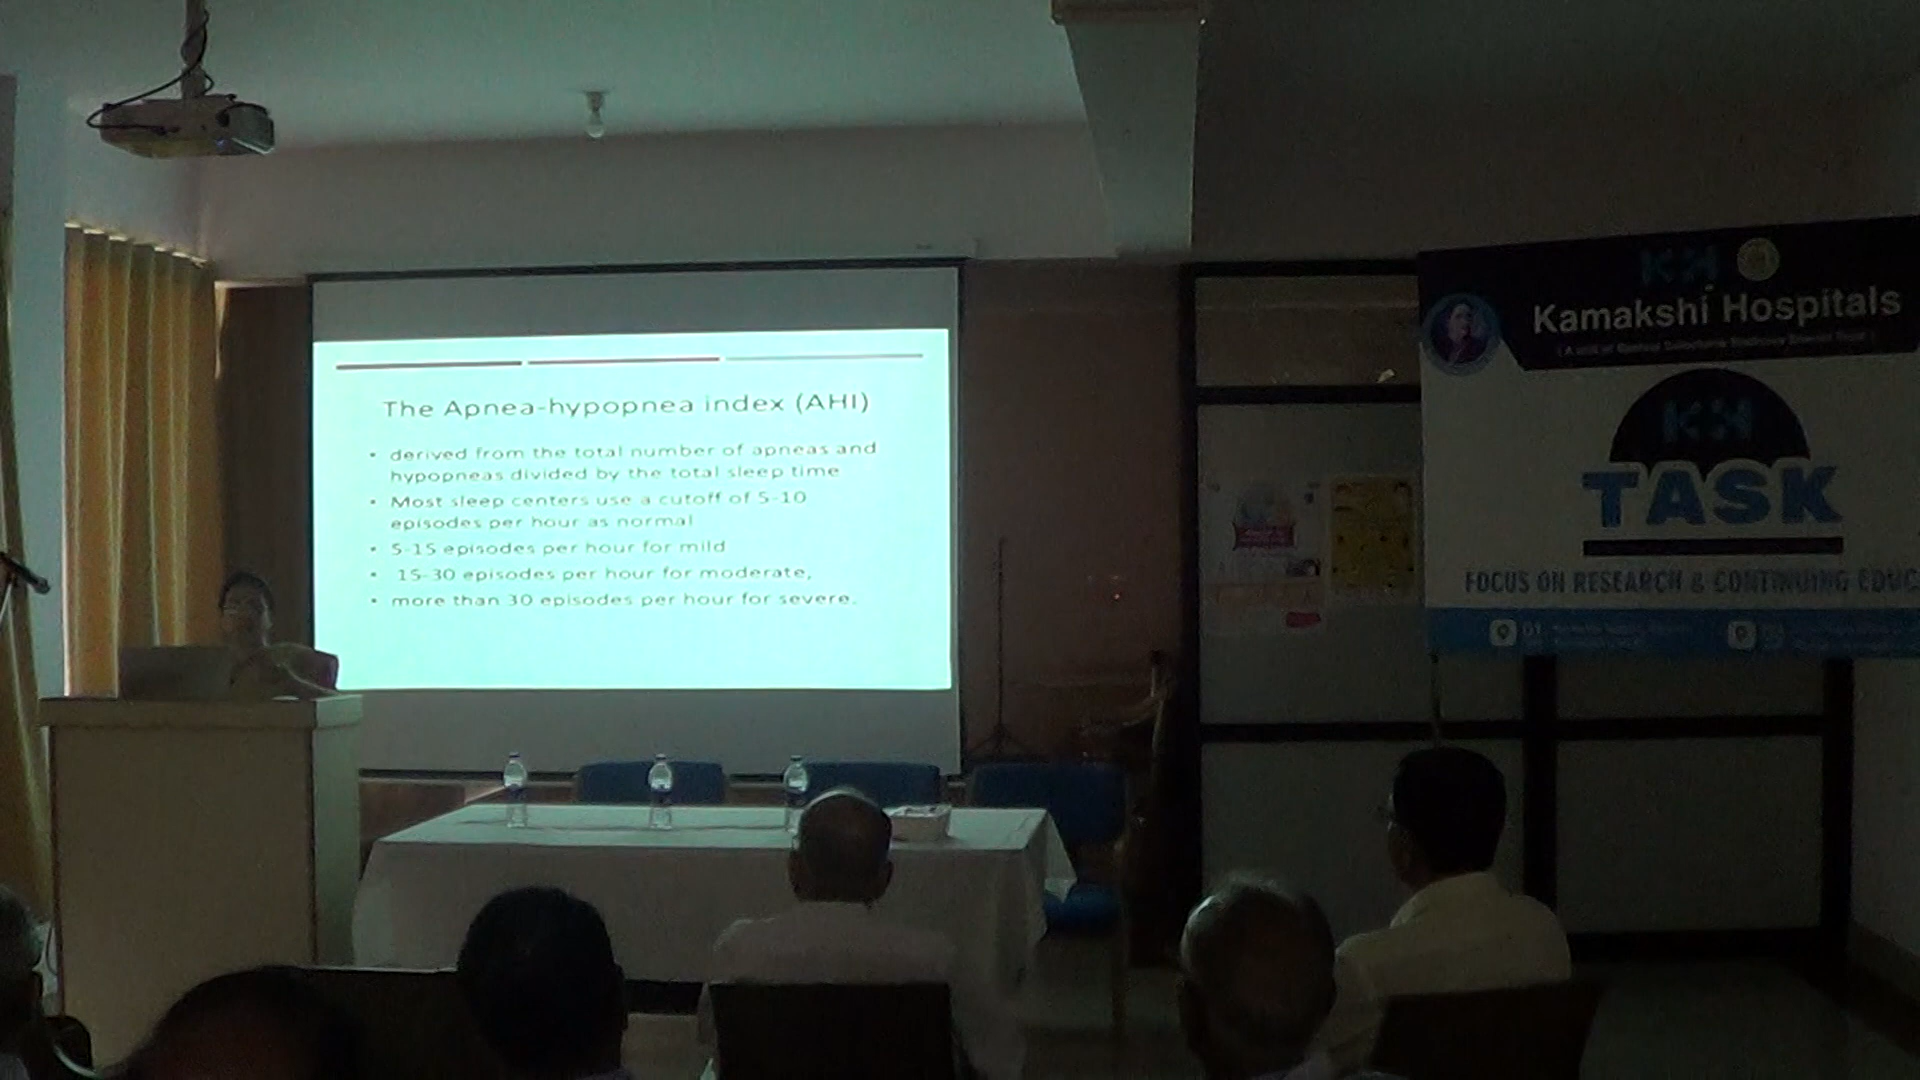 The Apnea-hypopnea index (AHI)
• derived from the total number of apneas and
hypopneas divided by the total sleep time
• Most sleep centers use a cutoff of 5-10
episodes per hour as normal
• 5-15 episodes per hour for mild
• 15-30 episodes per hour for moderate,
• more than 30 episodes per hour for severe.
Kamakshi Hospitals
TASK
FOCUS ON RESEARCH & CONTINUING EDUC
01